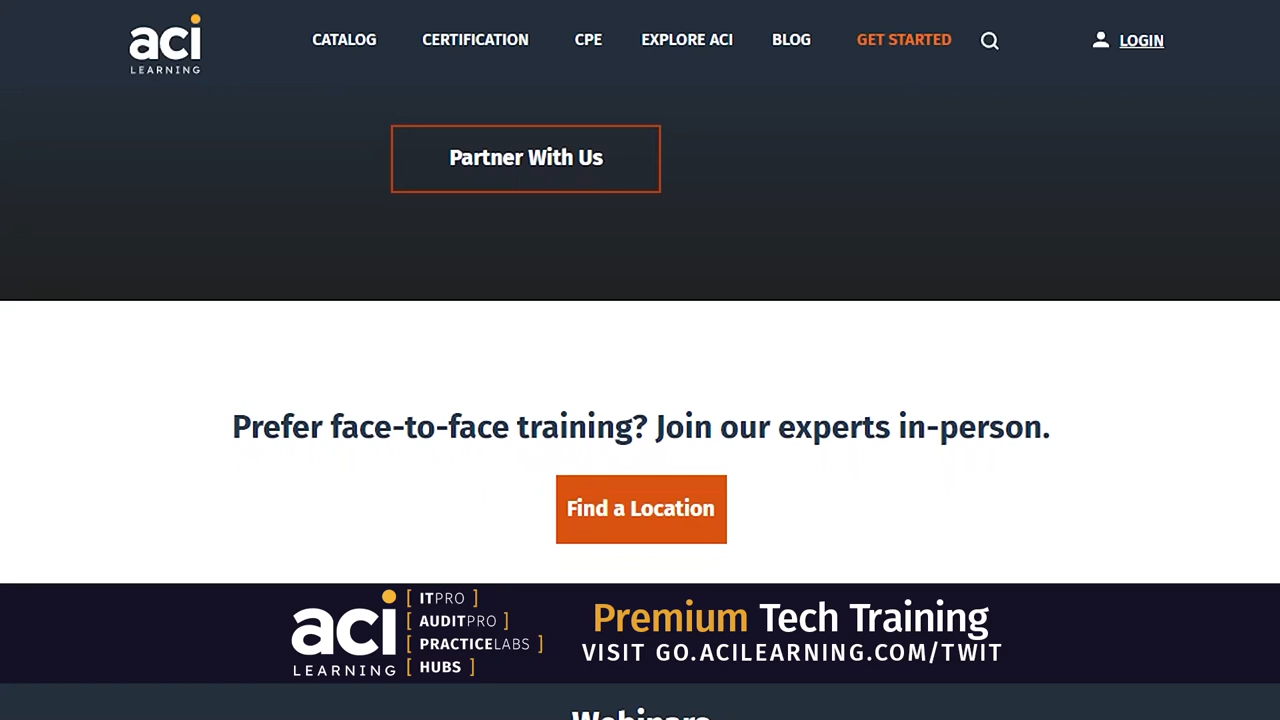 aci
LEARNING
CATALOG
CERTIFICATION
CPE
EXPLORE ACI
BLOG
GET STARTED
LOGIN
Partner With Us
Prefer face-to-face training? Join our experts in-person.
Find a Location
aci
LEARNING
[ ITPRO ]
[ AUDITPRO ]
[ PRACTICELABS ]
[ HUBS ]
Premium Tech Training
VISIT GO.ACILEARNING.COM/TWIT
Webinars